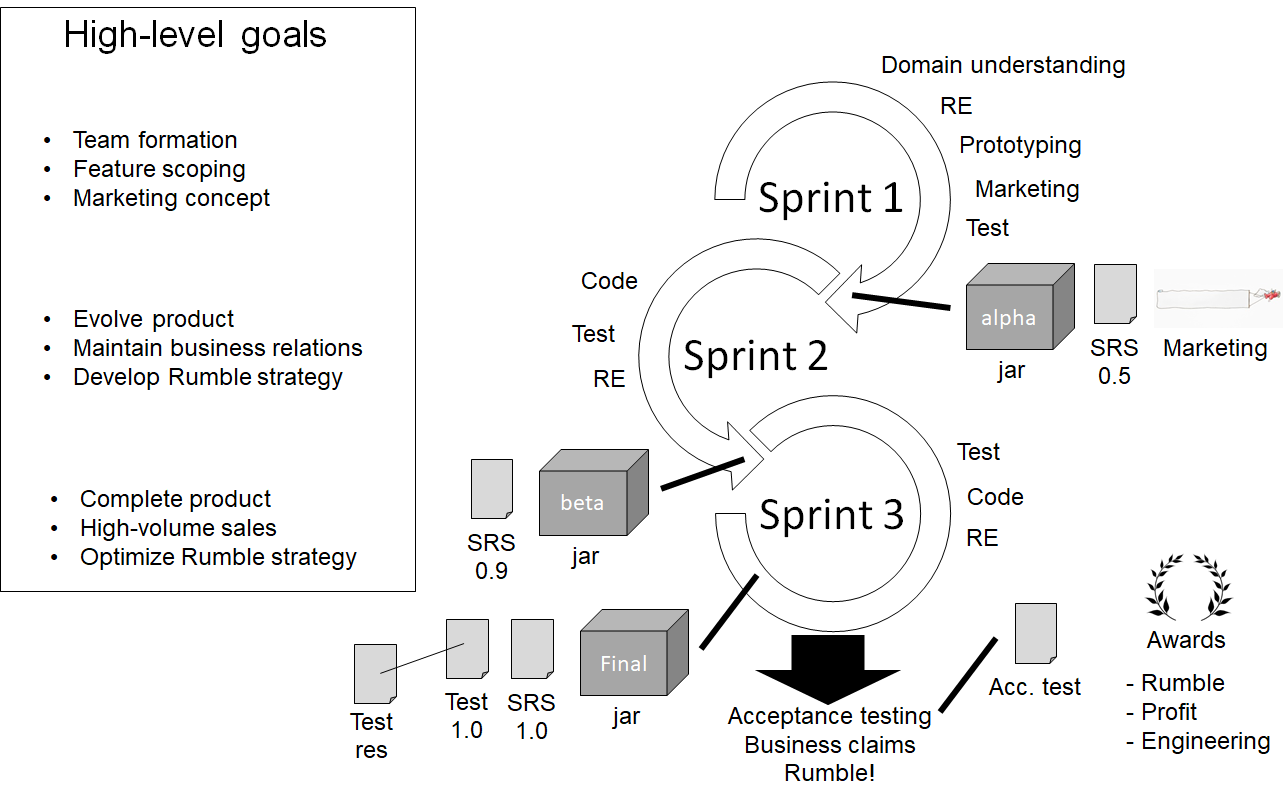 High-level goals
• Team formation
• Feature scoping
• Marketing concept
• Evolve product
• Maintain business relations
• Develop Rumble strategy
• Complete product
• High-volume sales
• Optimize Rumble strategy
Domain understanding
RE
Prototyping
Marketing
Test
Sprint 1
alpha
jar
SRS
0.5
Marketing
Code
Test
RE
Sprint 2
SRS
0.9
beta
jar
Sprint 3
Test
Code
RE
Test
res
Test
1.0
SRS
1.0
Final
jar
Acceptance testing
Business claims
Rumble!
Acc. test
Awards
- Rumble
- Profit
- Engineering